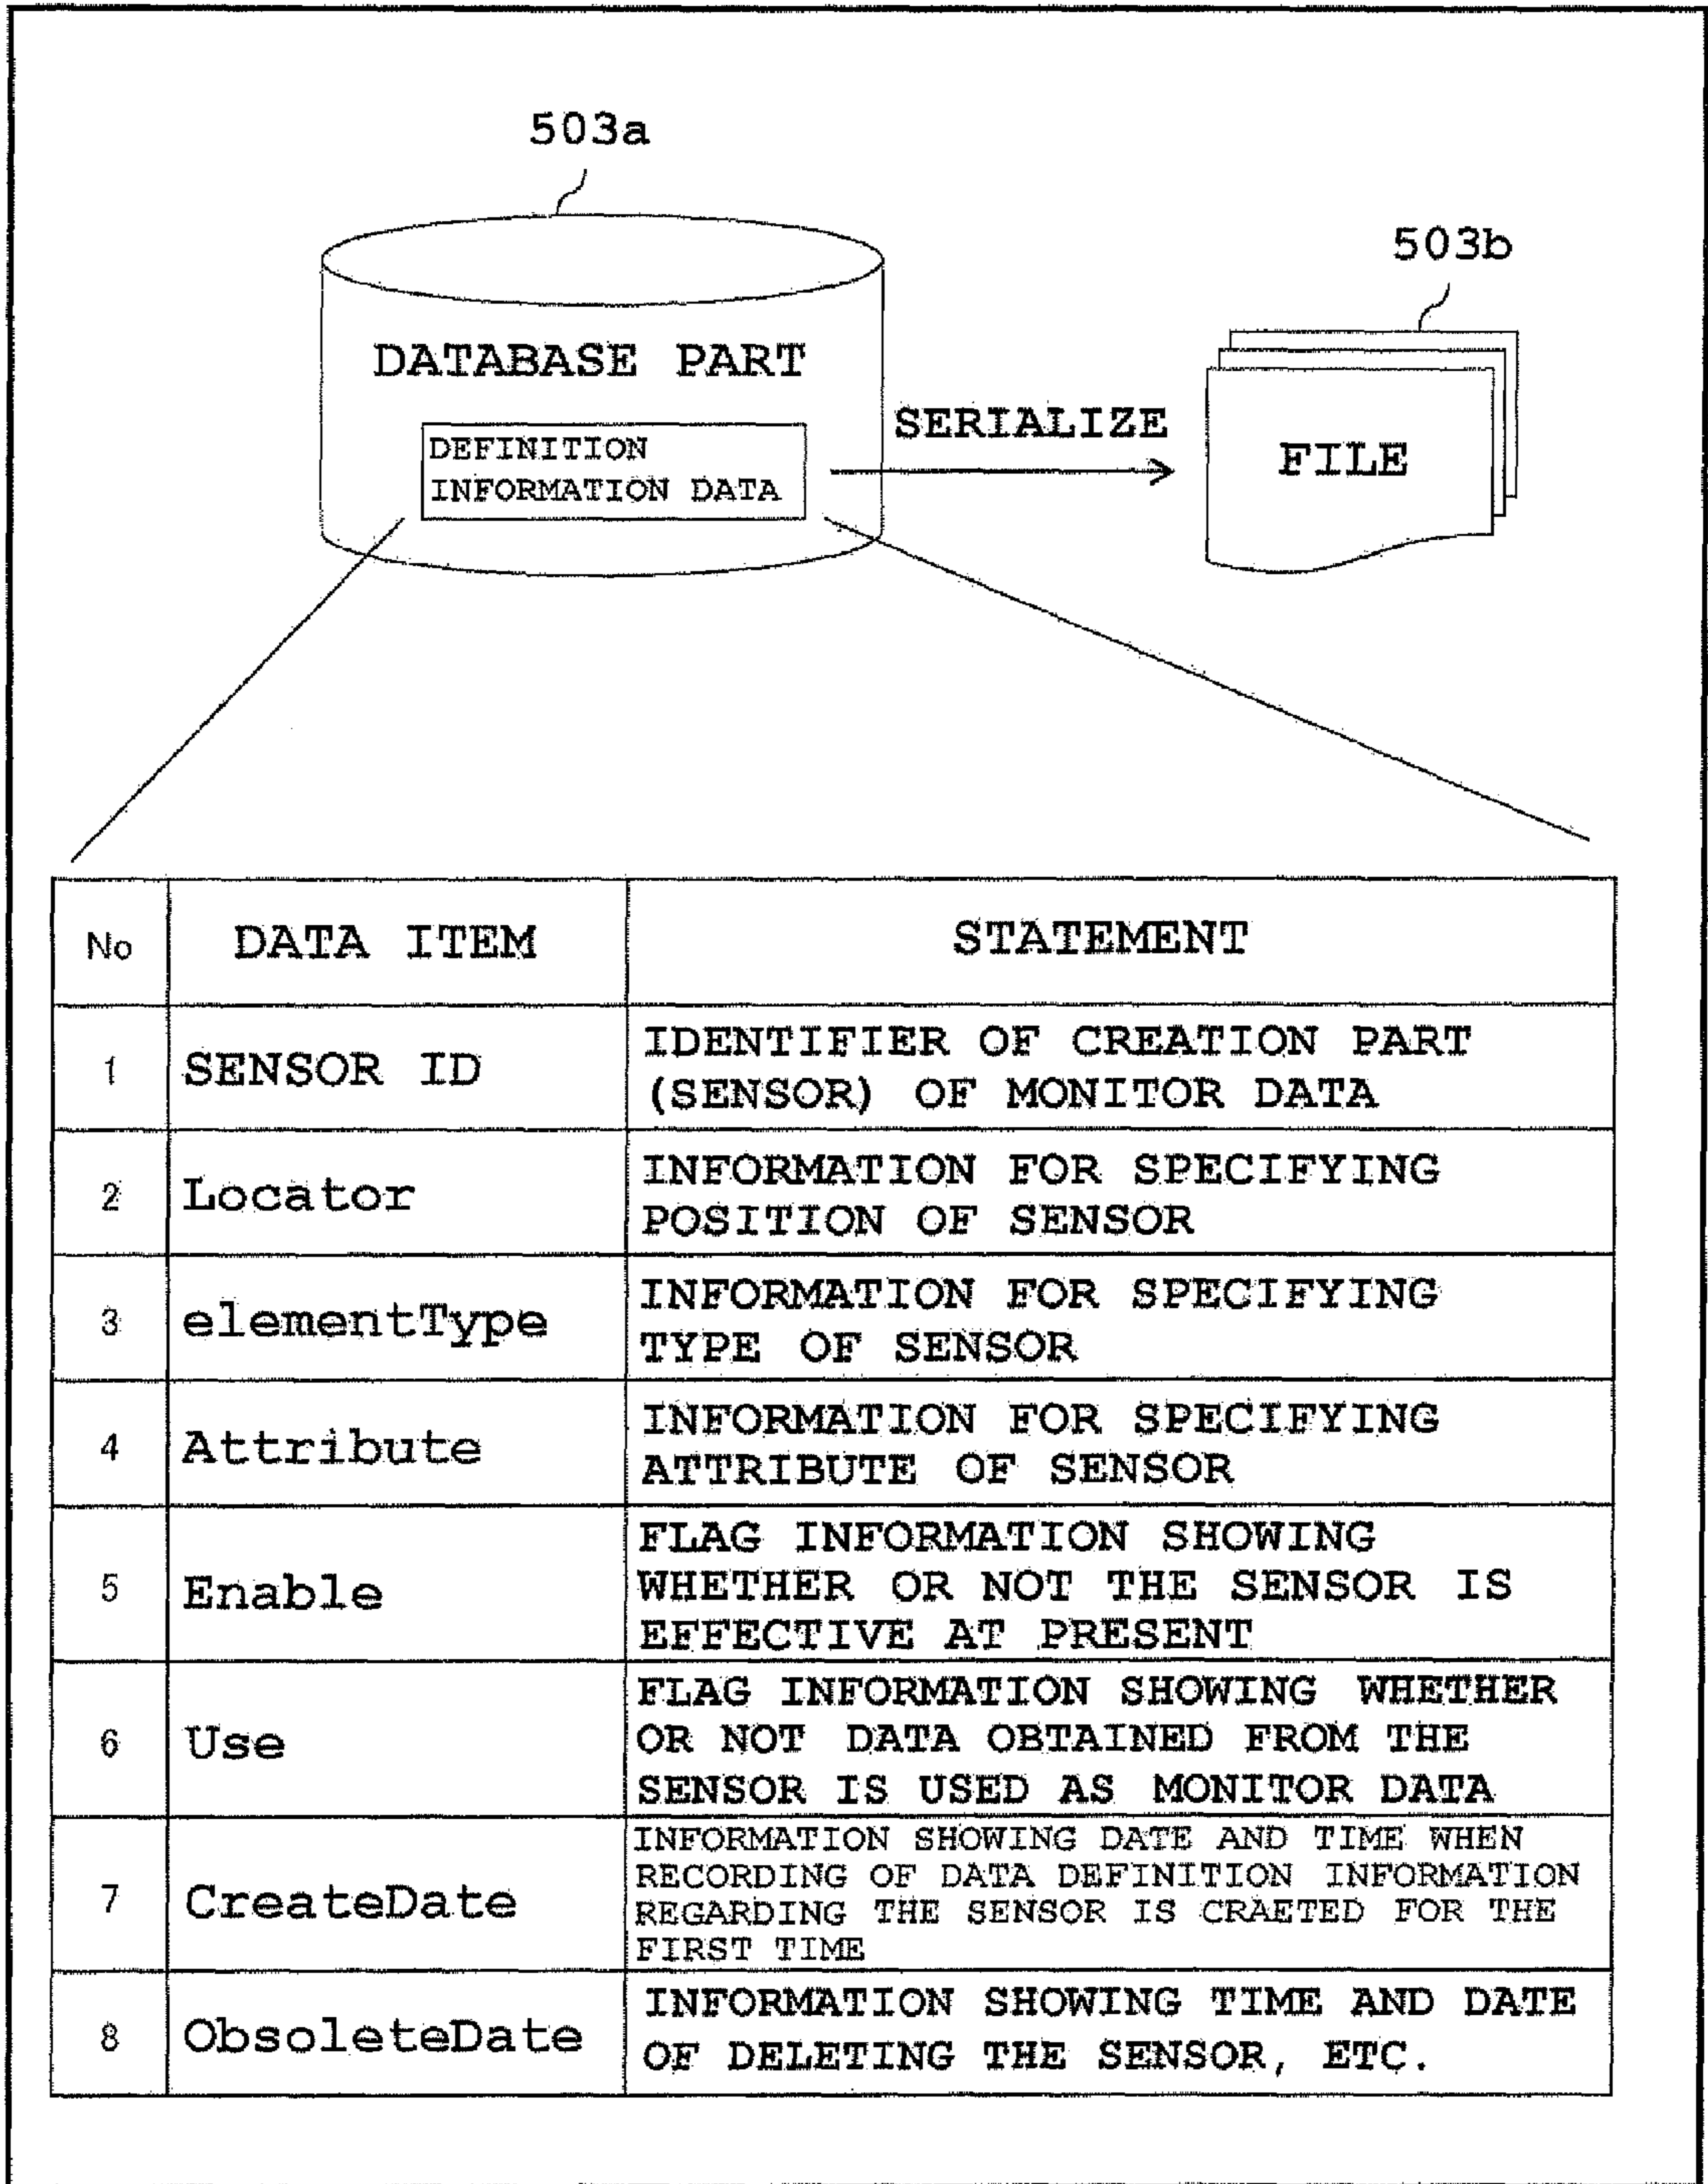 503a
503b
DATABASE PART
SERIALIZE
DEFINITION
INFORMATION DATA
FILE
No DATA ITEM STATEMENT
1 SENSOR ID IDENTIFIER OF CREATION PART
(SENSOR) OF MONITOR DATA
2 Locator INFORMATION FOR SPECIFYING
POSITION OF SENSOR
3 elementType INFORMATION FOR SPECIFYING
TYPE OF SENSOR
4 Attribute INFORMATION FOR SPECIFYING
ATTRIBUTE OF SENSOR
5 Enable FLAG INFORMATION SHOWING
WHETHER OR NOT THE SENSOR IS
EFFECTIVE AT PRESENT
6 Use FLAG INFORMATION SHOWING WHETHER
OR NOT DATA OBTAINED FROM THE
SENSOR IS USED AS MONITOR DATA
7 CreateDate INFORMATION SHOWING DATE AND TIME WHEN
RECORDING OF DATA DEFINITION INFORMATION
REGARDING THE SENSOR IS CRAETED FOR THE
FIRST TIME
8 ObsoleteDate INFORMATION SHOWING TIME AND DATE
OF DELETING THE SENSOR, ETC.